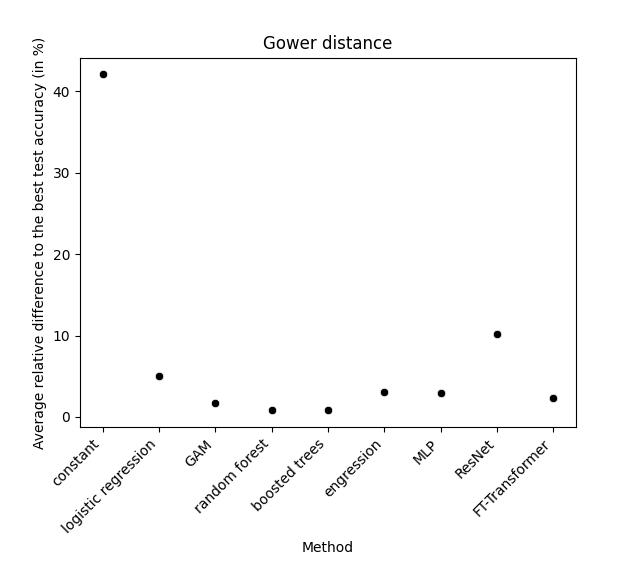 Gower distance
Average relative difference to the best test accuracy (in %)
40
30
20
10
0
constant
logistic regression
GAM
random forest
boosted trees
engression
MLP
ResNet
FT-Transformer
Method